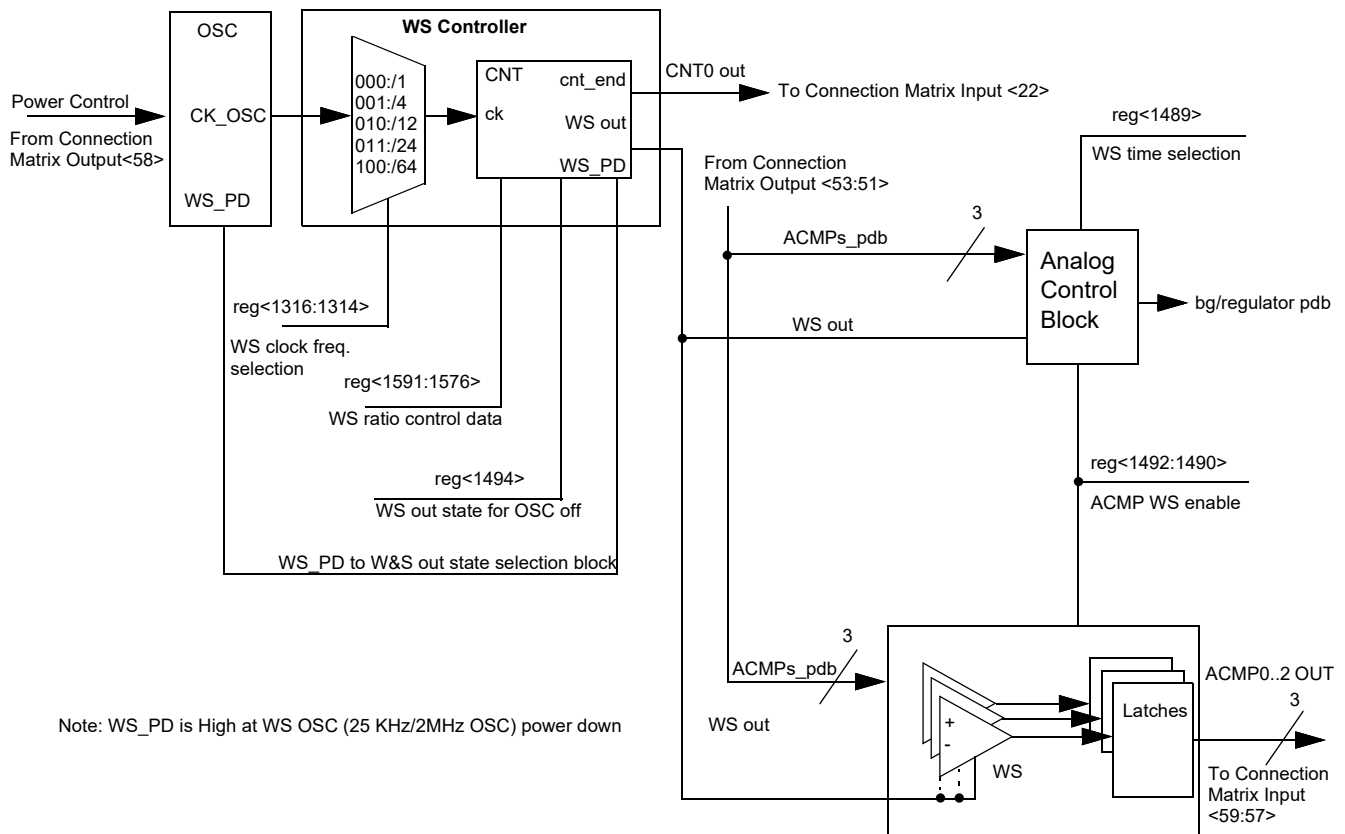 OSC
WS Controller
Power Control
CK_OSC
From Connection
Matrix Output<58>
WS_PD
000:/1
001:/4
010:/12
011:/24
100:/64
CNT
cnt_end
ck
WS out
WS_PD
CNT0 out
To Connection Matrix Input <22>
reg<1489>
WS time selection
From Connection
Matrix Output <53:51>
3
ACMPs_pdb
Analog
Control
Block
bg/regulator pdb
WS out
reg<1316:1314>
WS clock freq.
selection
reg<1591:1576>
WS ratio control data
reg<1494>
WS out state for OSC off
WS_PD to W&S out state selection block
reg<1492:1490>
ACMP WS enable
3
ACMPs_pdb
WS out
+
-
WS
Latches
ACMP0..2 OUT
3
To Connection
Matrix Input
<59:57>
Note: WS_PD is High at WS OSC (25 KHz/2MHz OSC) power down